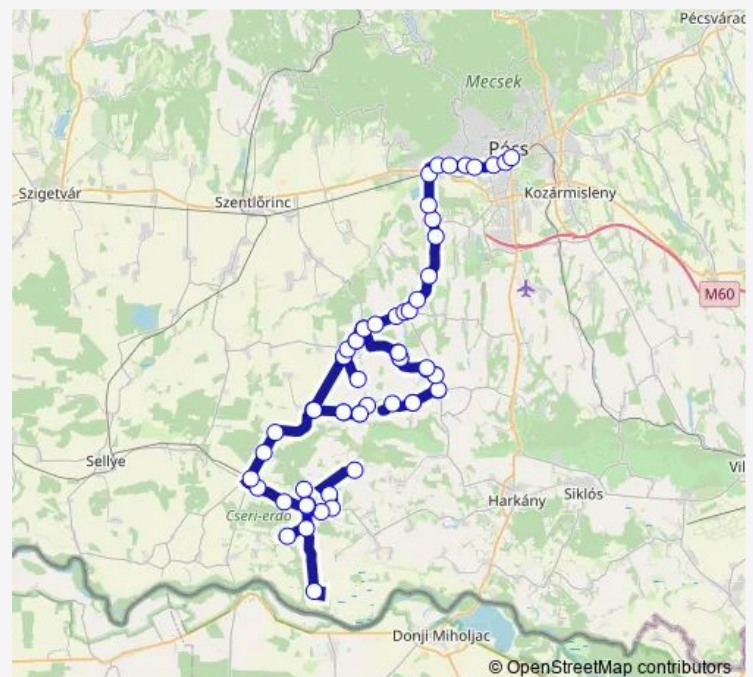 Pécsvárad
Mecsek
Pécs
Szigetvár
Szentlőrinc
Kozármisleny
M60
Sellye
Vil
Harkány
Siklós
Cseri-erdő
Donji Miholjac
© OpenStreetMap contributors